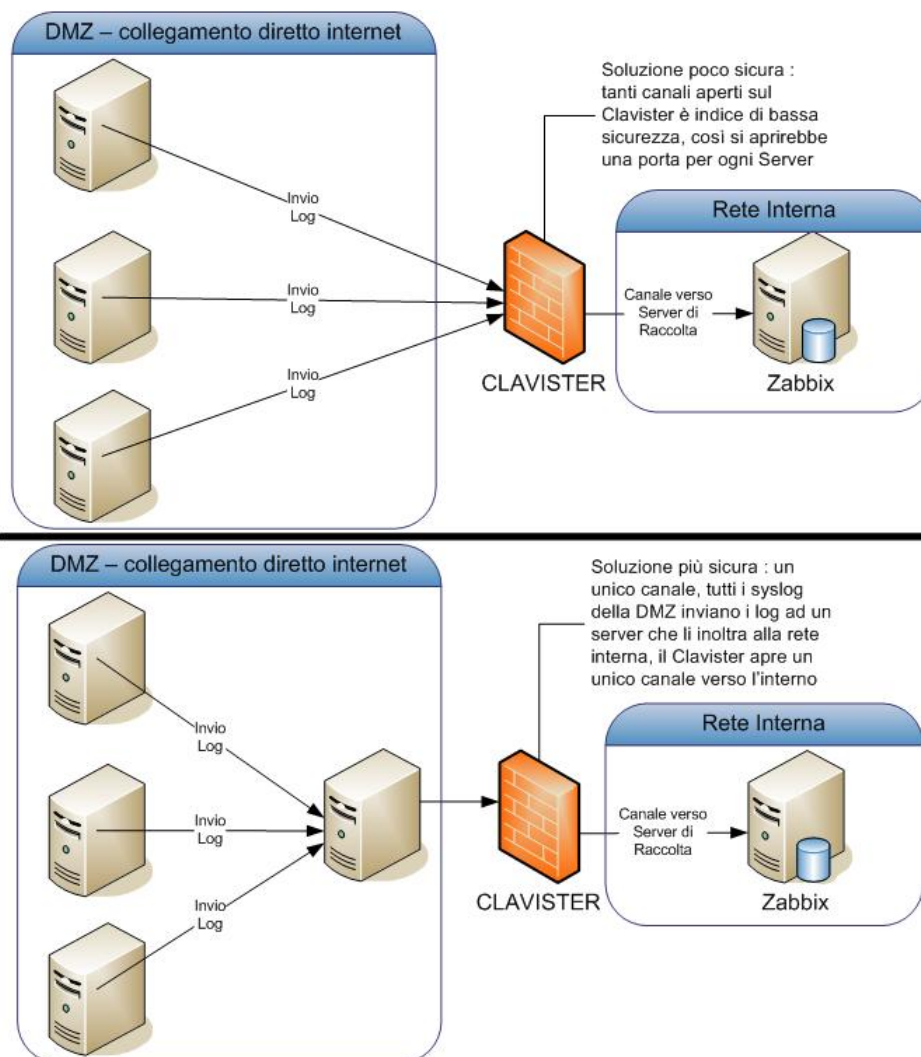 DMZ – collegamento diretto internet
Soluzione poco sicura :
tanti canali aperti sul
Clavister è indice di bassa
sicurezza, così si aprirebbe
una porta per ogni Server
Invio
Log
Invio
Log
Invio
Log
CLAVISTER
Rete Interna
Canale verso
Server di
Raccolta
Zabbix
DMZ – collegamento diretto internet
Soluzione più sicura : un
unico canale, tutti i syslog
della DMZ inviano i log ad un
server che li inoltra alla rete
interna, il Clavister apre un
unico canale verso l'interno
Invio
Log
Invio
Log
Invio
Log
CLAVISTER
Rete Interna
Canale verso
Server di
Raccolta
Zabbix